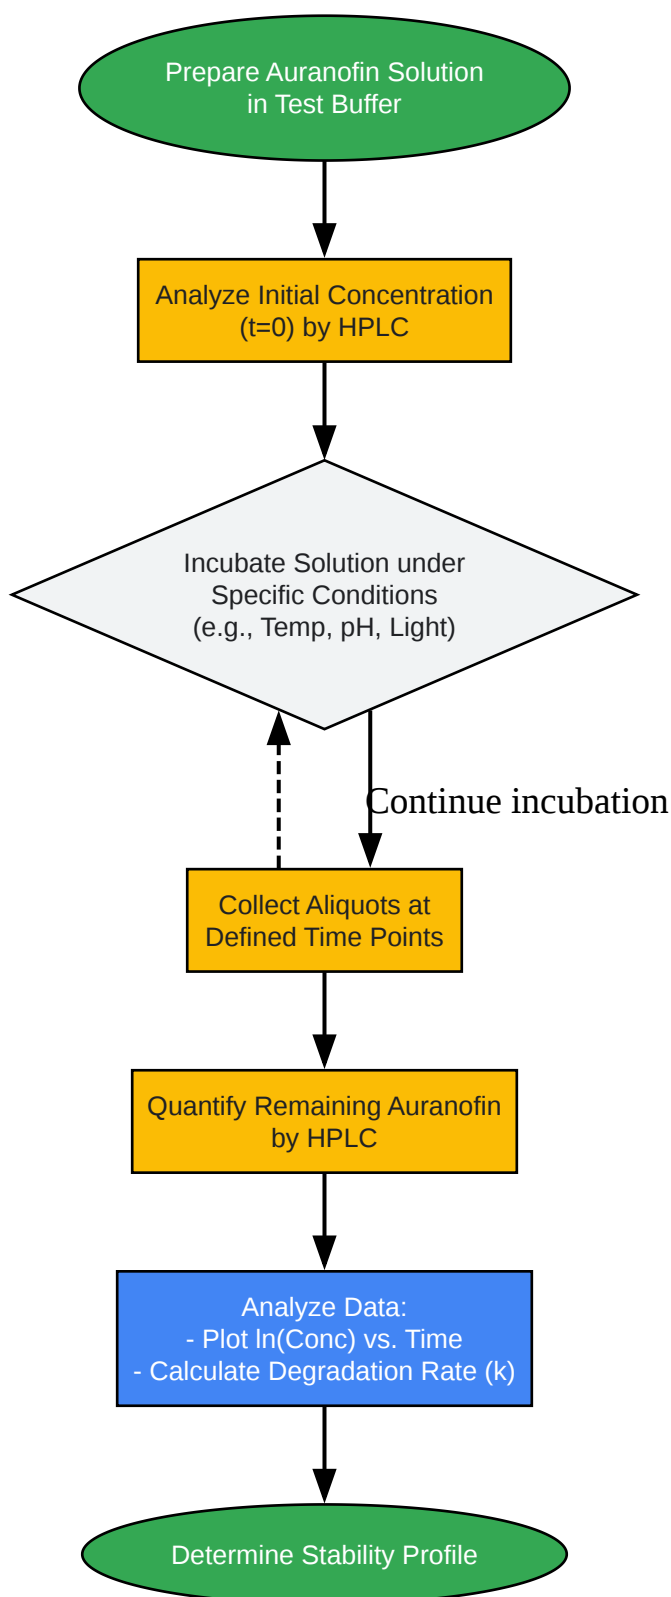 Prepare Auranofin Solution
in Test Buffer
Analyze Initial Concentration
(t=0) by HPLC
Incubate Solution under
Specific Conditions
(e.g., Temp, pH, Light)
Continue incubation
Collect Aliquots at
Defined Time Points
Quantify Remaining Auranofin
by HPLC
Analyze Data:
- Plot ln(Conc) vs. Time
- Calculate Degradation Rate (k)
Determine Stability Profile